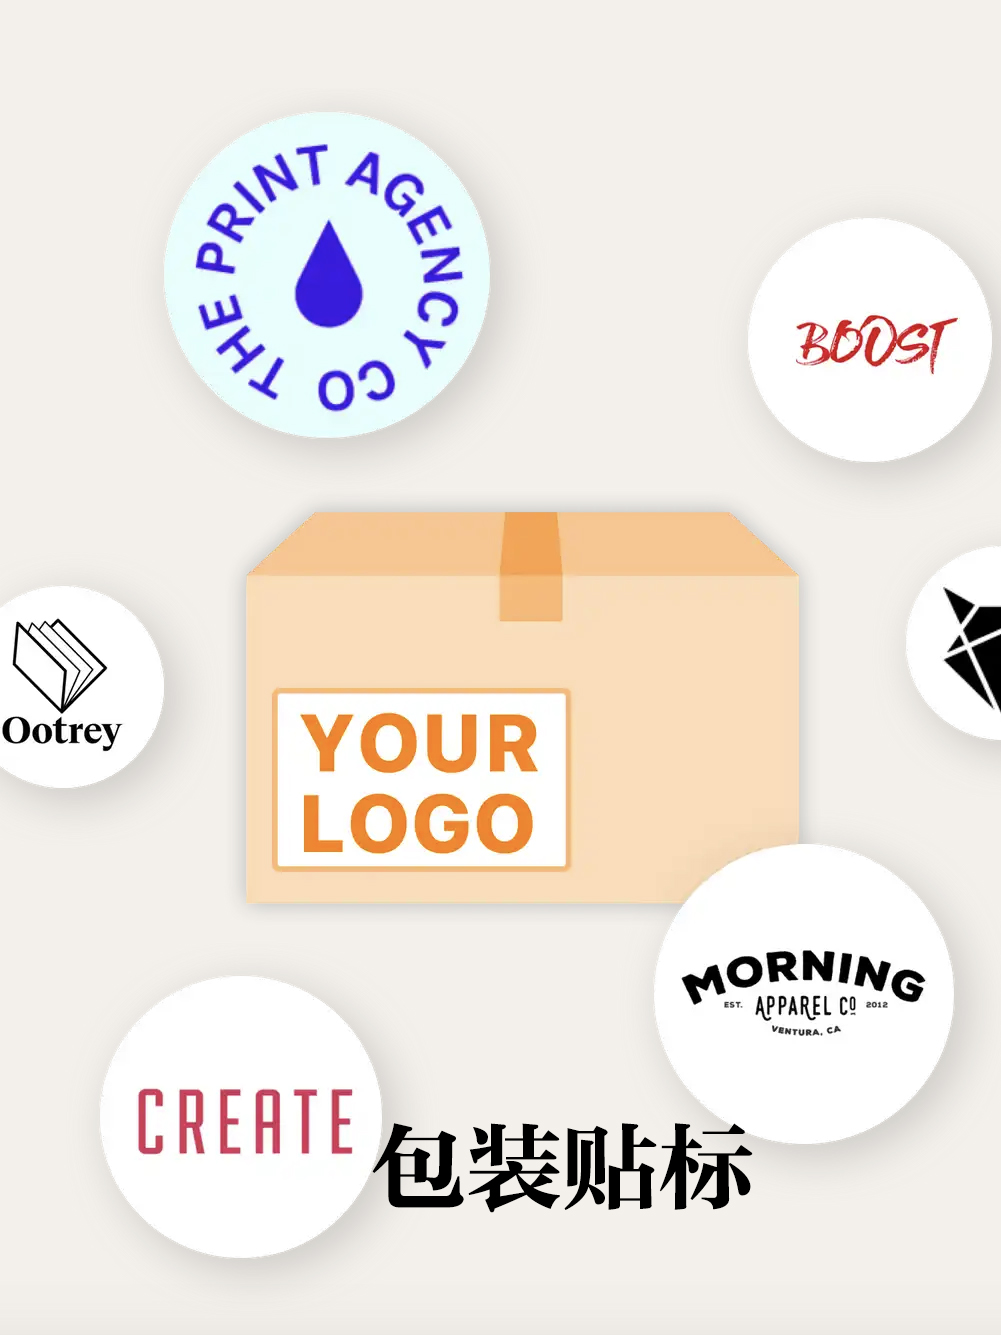 THE PRINT AGENCY CO
BOOST
Ootrey
YOUR
LOGO
MORNING
EST. APPAREL CO 2012
VENTURA, CA
CREATE
包装贴标